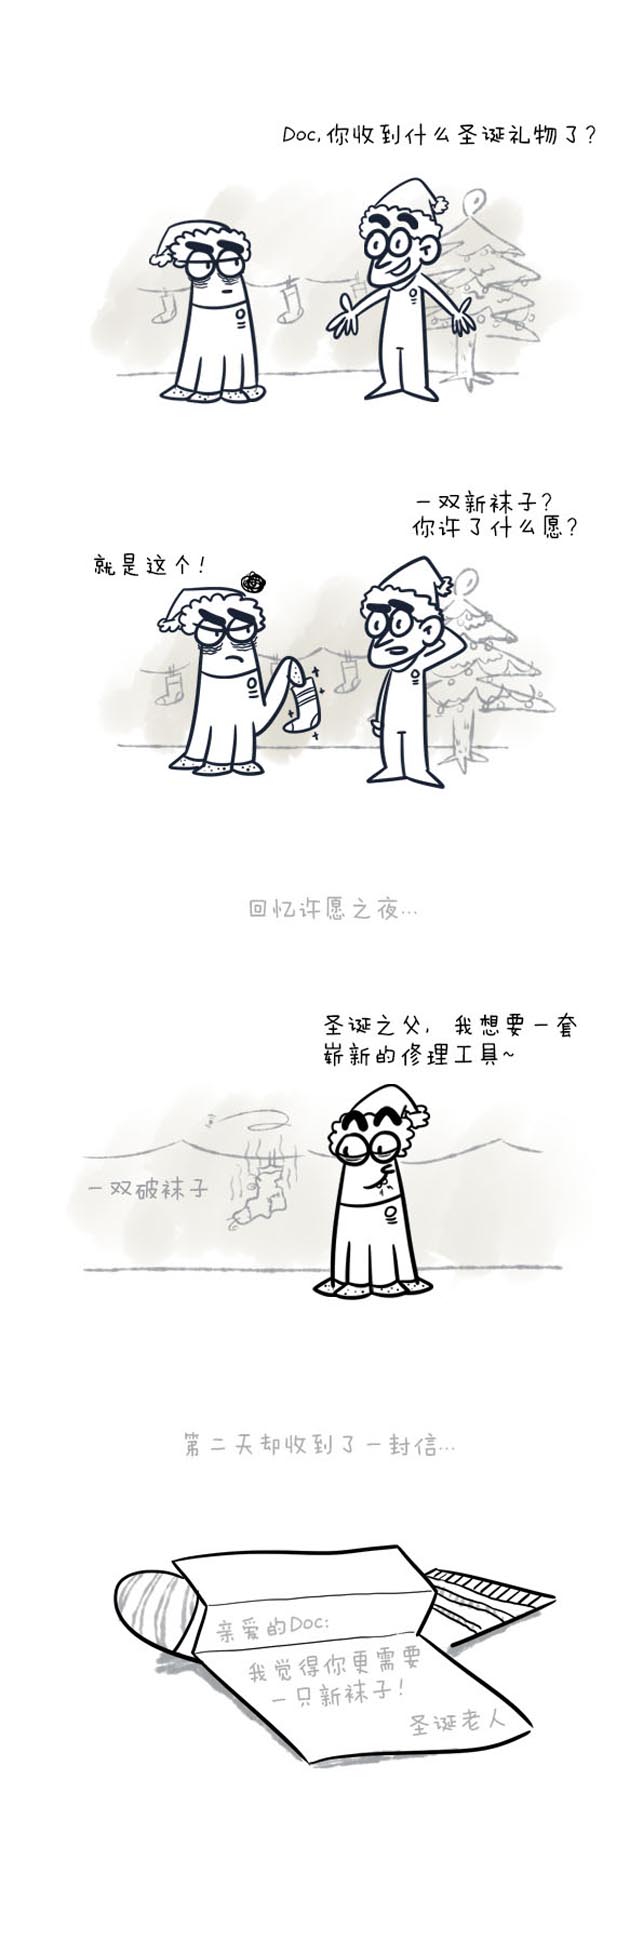 Doc,你收到什么圣诞礼物了?
一双新袜子?
你许了什么愿?
就是这个!
回忆许愿之夜...
圣诞之父, 我想要一套
崭新的修理工具~
一双破袜子
第二天却收到了一封信...
亲爱的Doc:
我觉得你更需要
一只新袜子!
圣诞老人